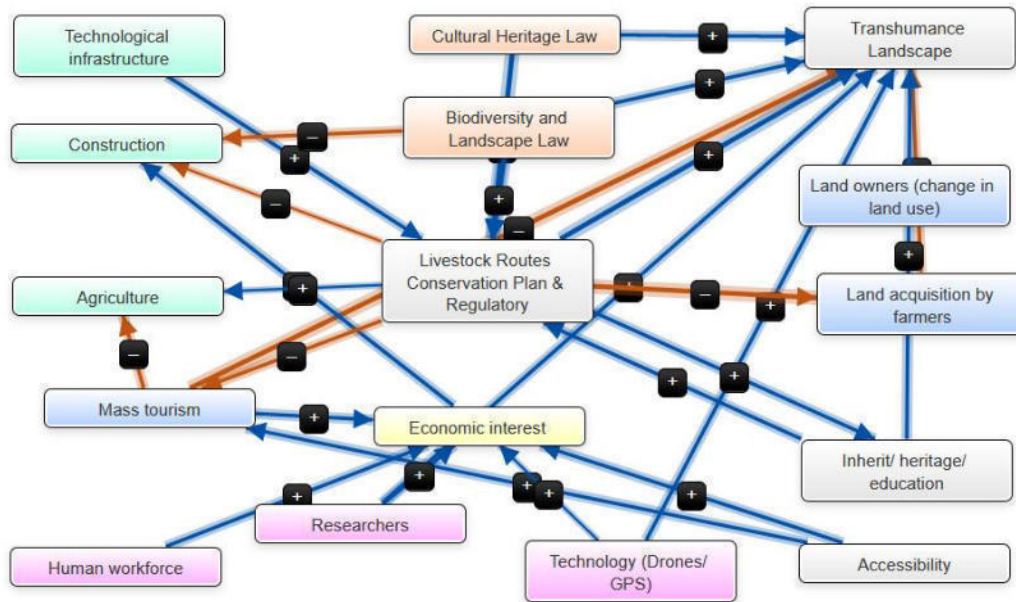 Technological
infrastructure
Cultural Heritage Law
Transhumance
Landscape
+
+
Biodiversity and
Landscape Law
–
Construction
+
+
+
–
Land owners (change in
land use)
–
Livestock Routes
Conservation Plan &
Regulatory
+
+
+
Agriculture
–
+
Land acquisition by
farmers
–
–
+
+
Mass tourism
+
Economic interest
Inherit/ heritage/
education
+
+
+
+
+
Researchers
Human workforce
Technology (Drones/
GPS)
Accessibility